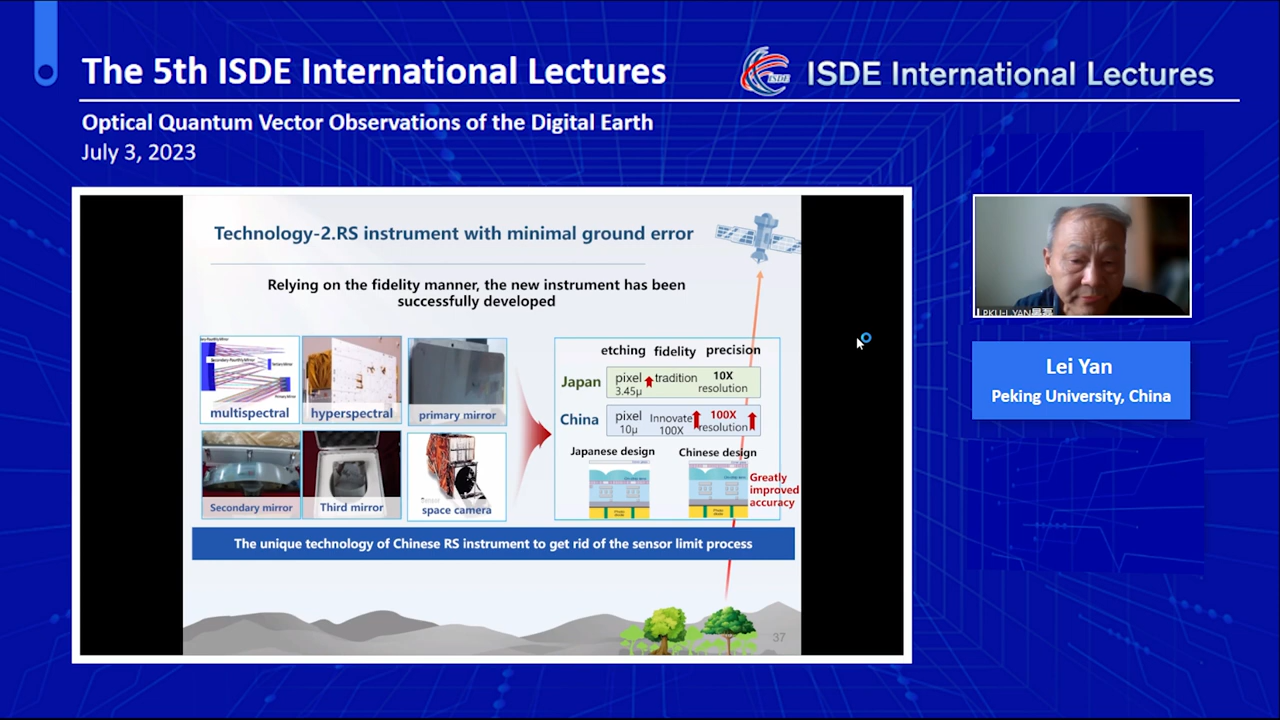 The 5th ISDE International Lectures
ISDE
ISDE International Lectures
Optical Quantum Vector Observations of the Digital Earth
July 3, 2023
Technology-2.RS instrument with minimal ground error
Relying on the fidelity manner, the new instrument has been
successfully developed
multispectral
hyperspectral
primary mirror
Secondary mirror
Third mirror
space camera
etching fidelity precision
Japan
pixel
3.45μ
tradition
10X
resolution
China
pixel
10μ
Innovate
100X
100X
resolution
Japanese design
Chinese design
Greatly
improved
accuracy
The unique technology of Chinese RS instrument to get rid of the sensor limit process
37
Lei Yan
Peking University, China